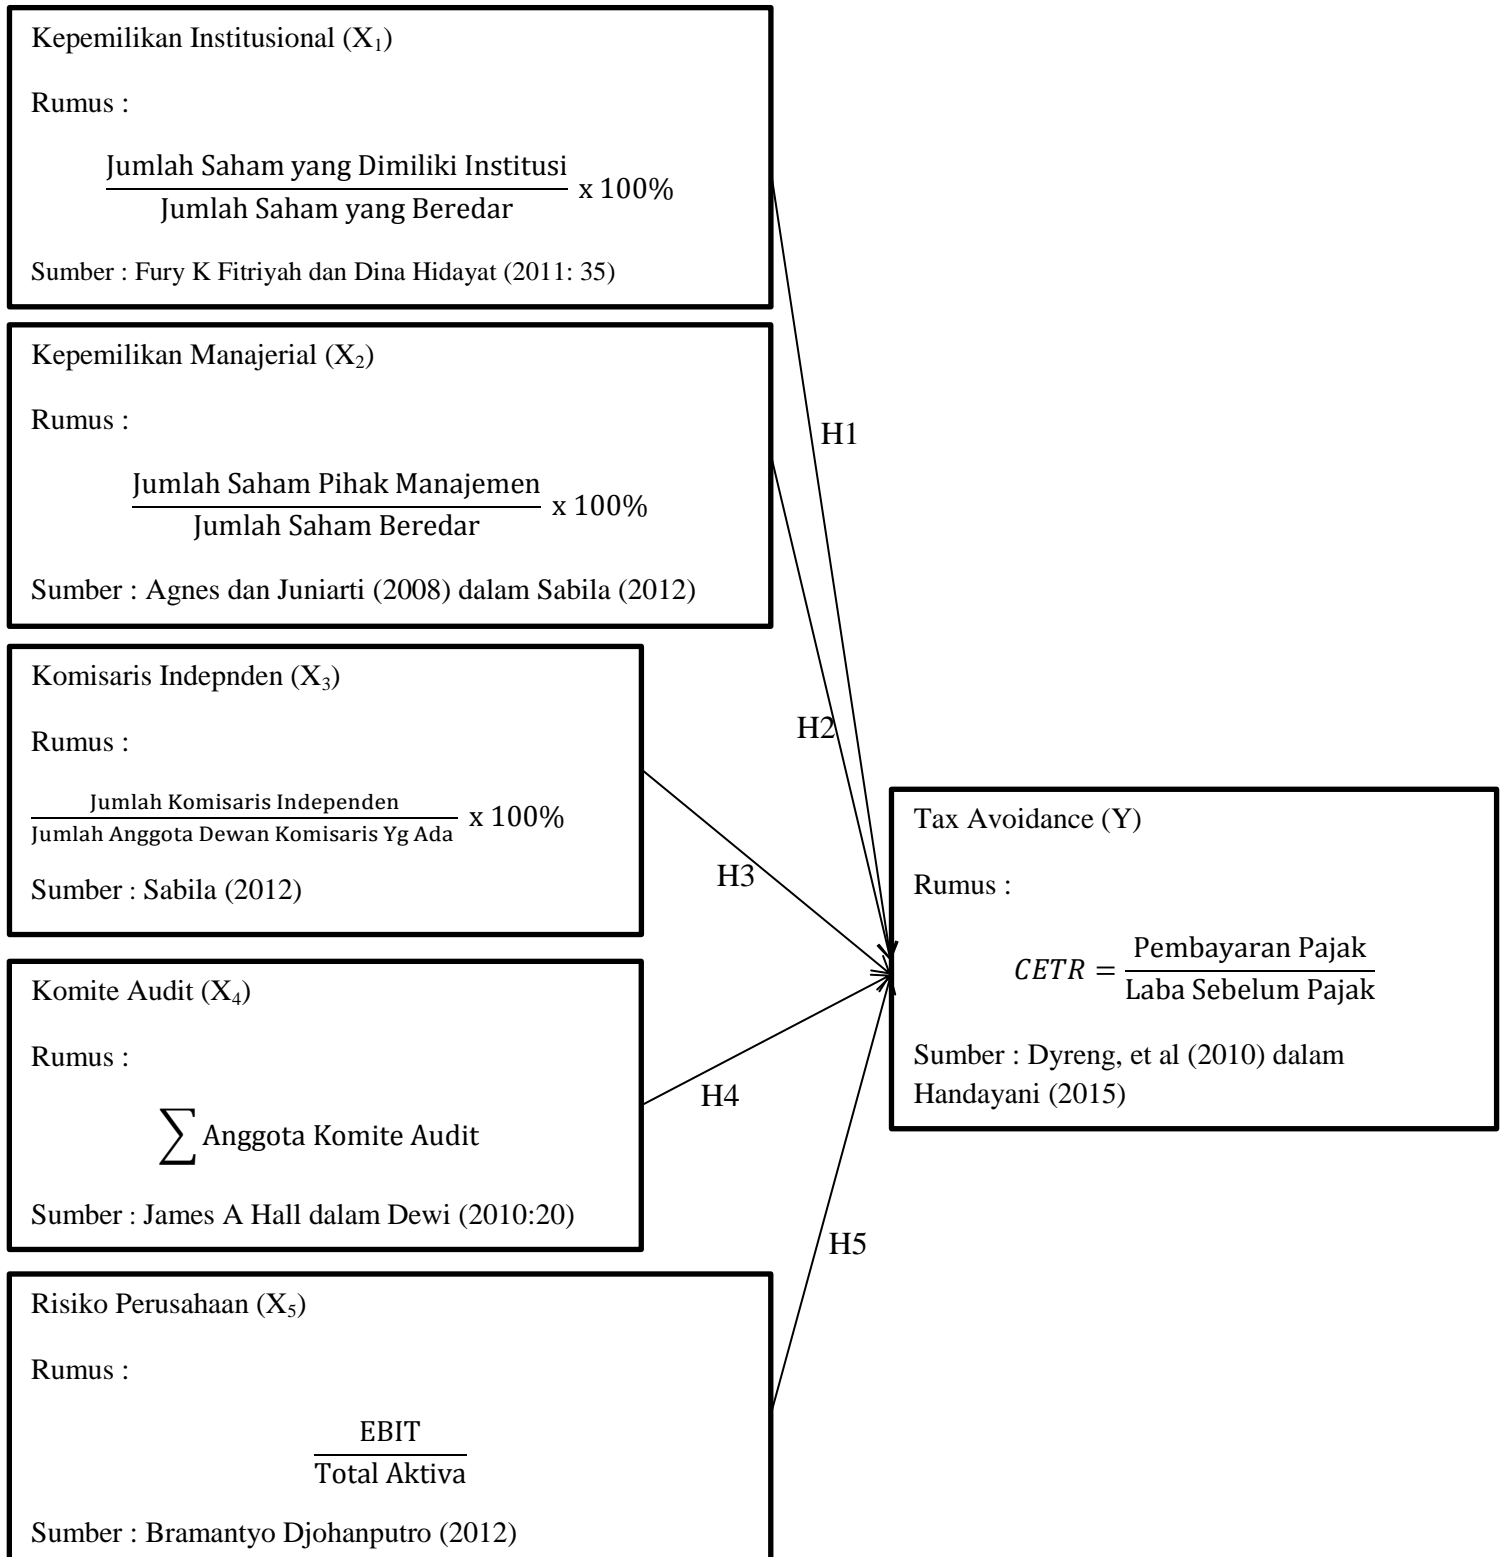 Kepemilikan Institusional (X₁)
Rumus :
Jumlah Saham yang Dimiliki Institusi
x 100%
Jumlah Saham yang Beredar
Sumber : Fury K Fitriyah dan Dina Hidayat (2011: 35)
Kepemilikan Manajerial (X₂)
Rumus :
Jumlah Saham Pihak Manajemen
x 100%
Jumlah Saham Beredar
Sumber : Agnes dan Juniarti (2008) dalam Sabila (2012)
Komisaris Indepnden (X₃)
Rumus :
Jumlah Komisaris Independen
x 100%
Jumlah Anggota Dewan Komisaris Yg Ada
Sumber : Sabila (2012)
Komite Audit (X₄)
Rumus :
∑ Anggota Komite Audit
Sumber : James A Hall dalam Dewi (2010:20)
Risiko Perusahaan (X₅)
Rumus :
EBIT
Total Aktiva
Sumber : Bramantyo Djohanputro (2012)
H1
H2
H3
H4
H5
Tax Avoidance (Y)
Rumus :
Pembayaran Pajak
CETR =
Laba Sebelum Pajak
Sumber : Dyreng, et al (2010) dalam
Handayani (2015)